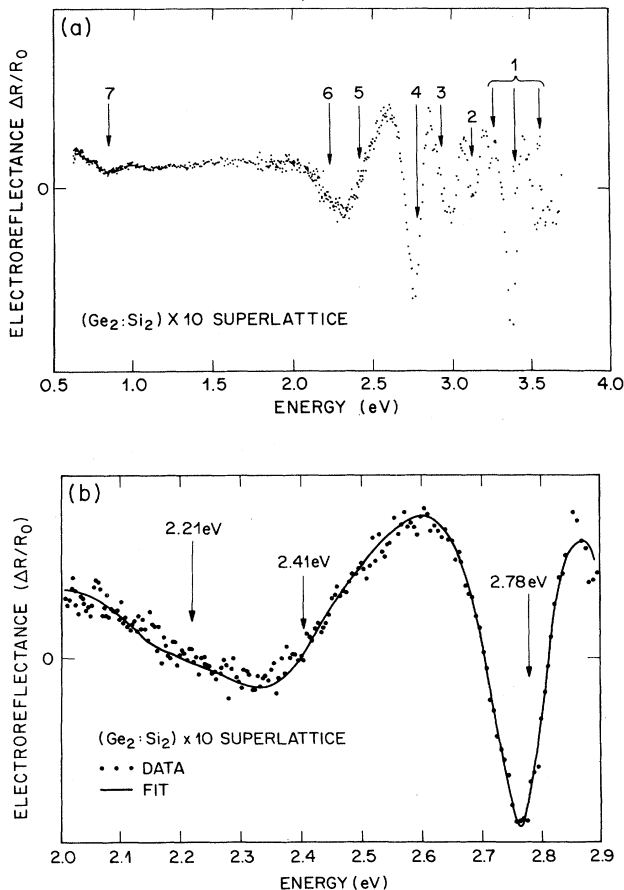 (a)
ELECTROREFLECTANCE ΔR/R₀
7
6
5
4
3
2
1
0
(Ge₂:Si₂) X 10 SUPERLATTICE
0.5 1.0 1.5 2.0 2.5 3.0 3.5 4.0
ENERGY (eV)
(b)
ELECTROREFLECTANCE (ΔR/R₀)
2.21eV
2.41eV
2.78eV
0
(Ge₂:Si₂) x 10 SUPERLATTICE
DATA
FIT
2.0 2.1 2.2 2.3 2.4 2.5 2.6 2.7 2.8 2.9
ENERGY (eV)